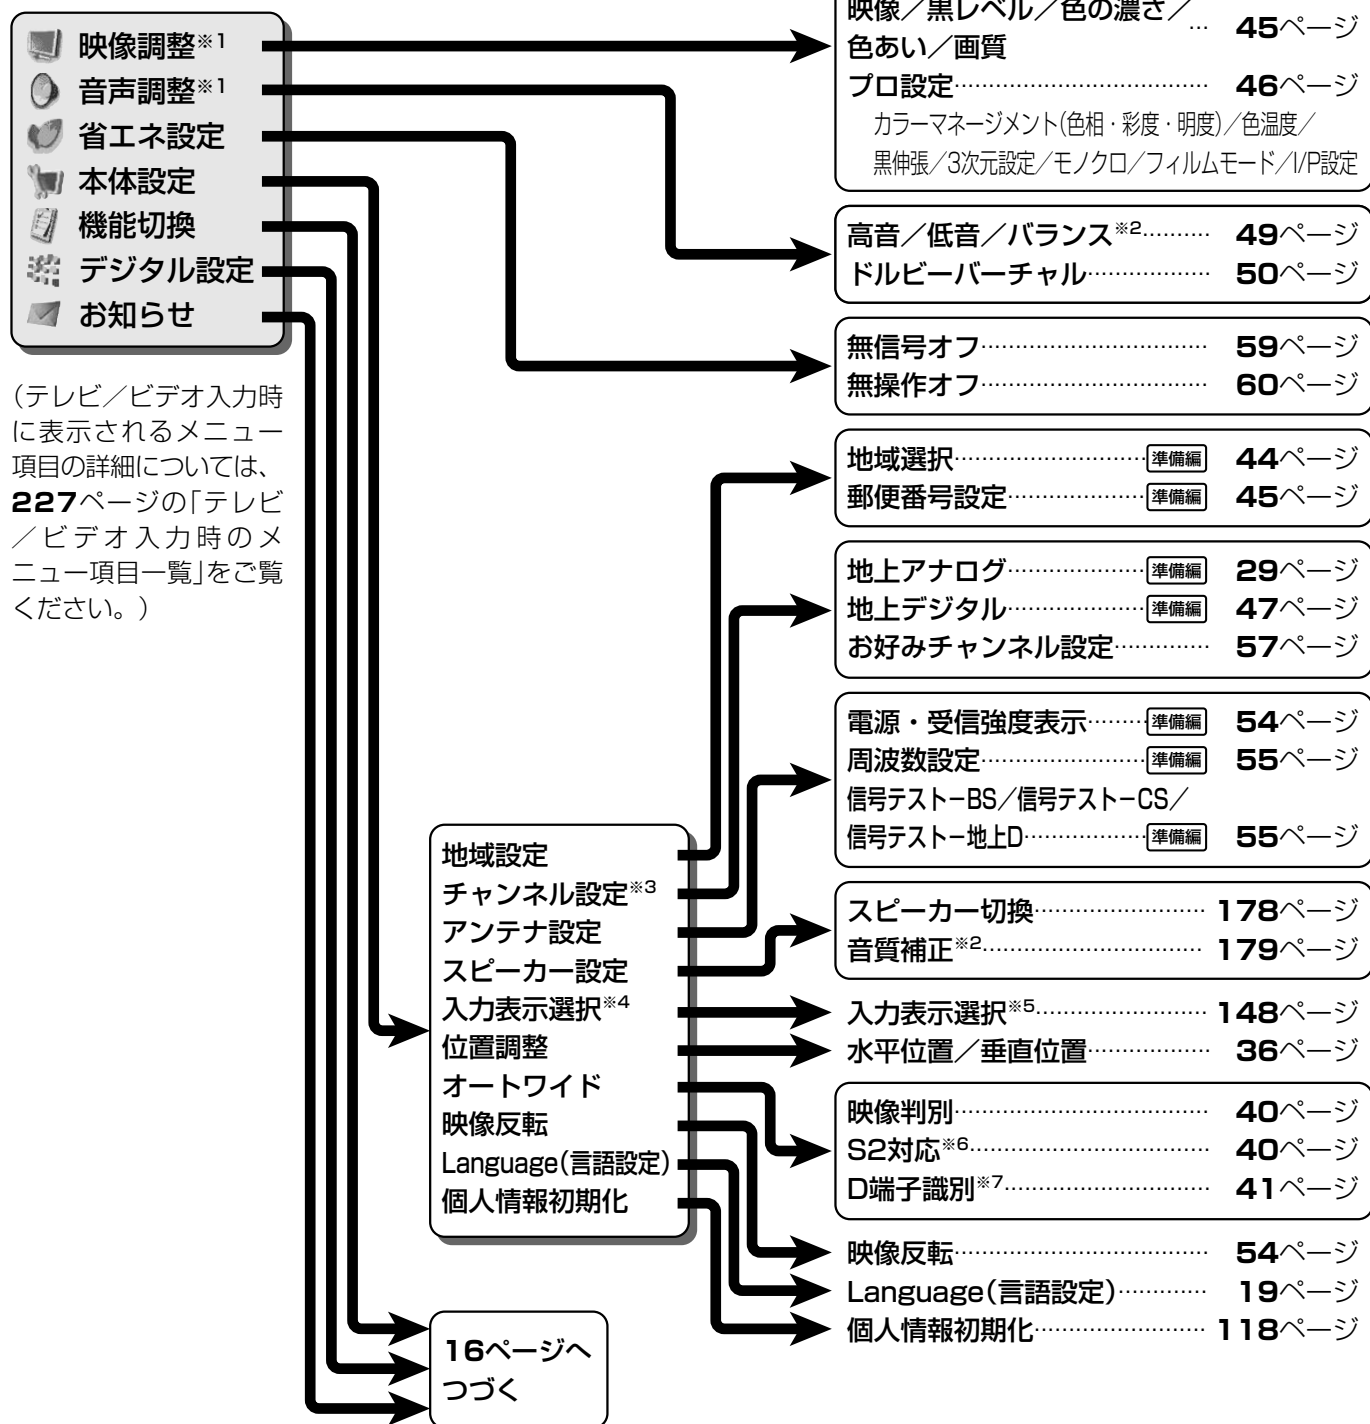 映像調整※1
音声調整※1
省エネ設定
本体設定
機能切換
デジタル設定
お知らせ
(テレビ／ビデオ入力時
に表示されるメニュー
項目の詳細については、
227ページの「テレビ
／ビデオ入力時のメ
ニュー項目一覧」をご覧
ください。)
地域設定
チャンネル設定※3
アンテナ設定
スピーカー設定
入力表示選択※4
位置調整
オートワイド
映像反転
Language(言語設定)
個人情報初期化
16ページへ
つづく
映像／黒レベル／色の濃さ／
色あい／画質 … 45ページ
プロ設定……………………………… 46ページ
カラーマネージメント(色相・彩度・明度)／色温度／
黒伸張／3次元設定／モノクロ／フィルムモード／I/P設定
高音／低音／バランス※2………… 49ページ
ドルビーバーチャル……………… 50ページ
無信号オフ…………………………… 59ページ
無操作オフ…………………………… 60ページ
地域選択………………………準備編 44ページ
郵便番号設定…………………準備編 45ページ
地上アナログ…………………準備編 29ページ
地上デジタル…………………準備編 47ページ
お好みチャンネル設定…………… 57ページ
電源・受信強度表示………準備編 54ページ
周波数設定……………………準備編 55ページ
信号テスト－BS／信号テスト－CS／
信号テスト－地上D………………準備編 55ページ
スピーカー切換…………………… 178ページ
音質補正※2………………………… 179ページ
入力表示選択※5…………………… 148ページ
水平位置／垂直位置……………… 36ページ
映像判別……………………………… 40ページ
S2対応※6…………………………… 40ページ
D端子識別※7………………………… 41ページ
映像反転……………………………… 54ページ
Language(言語設定)………… 19ページ
個人情報初期化…………………… 118ページ